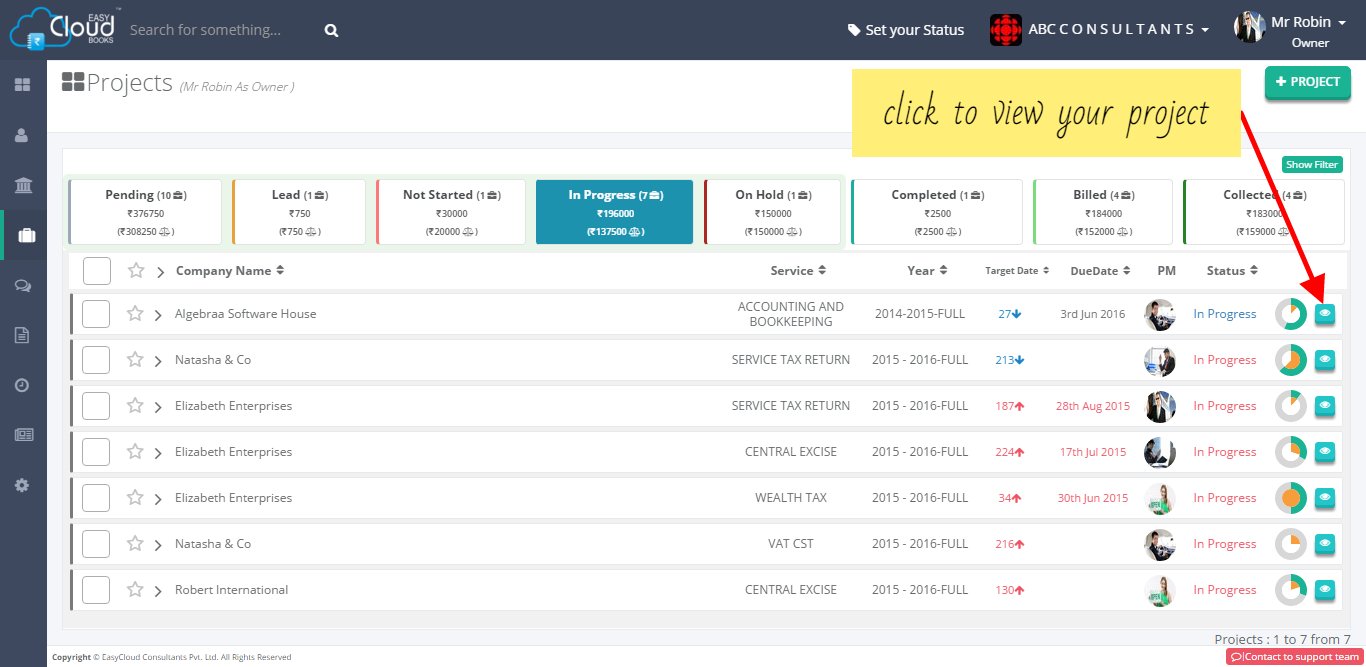 EASY
Cloud
BOOKS
™
Search for something...
Set your Status
ABCCONSULTANTS
Mr Robin
Owner
Projects (Mr Robin As Owner )
click to view your project
+ PROJECT
Show Filter
Pending (10)
₹376750
(₹308250)
Lead (1)
₹750
(₹750)
Not Started (1)
₹30000
(₹20000)
In Progress (7)
₹196000
(₹137500)
On Hold (1)
₹150000
(₹150000)
Completed (1)
₹2500
(₹2500)
Billed (4)
₹184000
(₹152000)
Collected (4)
₹183000
(₹159000)
Company Name Service Year Target Date DueDate PM Status
Algebraa Software House ACCOUNTING AND BOOKKEEPING 2014-2015-FULL 27 3rd Jun 2016 In Progress
Natasha & Co SERVICE TAX RETURN 2015 - 2016-FULL 213 In Progress
Elizabeth Enterprises SERVICE TAX RETURN 2015 - 2016-FULL 187 28th Aug 2015 In Progress
Elizabeth Enterprises CENTRAL EXCISE 2015 - 2016-FULL 224 17th Jul 2015 In Progress
Elizabeth Enterprises WEALTH TAX 2015 - 2016-FULL 34 30th Jun 2015 In Progress
Natasha & Co VAT CST 2015 - 2016-FULL 216 In Progress
Robert International CENTRAL EXCISE 2015 - 2016-FULL 130 In Progress
Projects : 1 to 7 from 7
Copyright © EasyCloud Consultants Pvt. Ltd. All Rights Reserved
Contact to support team